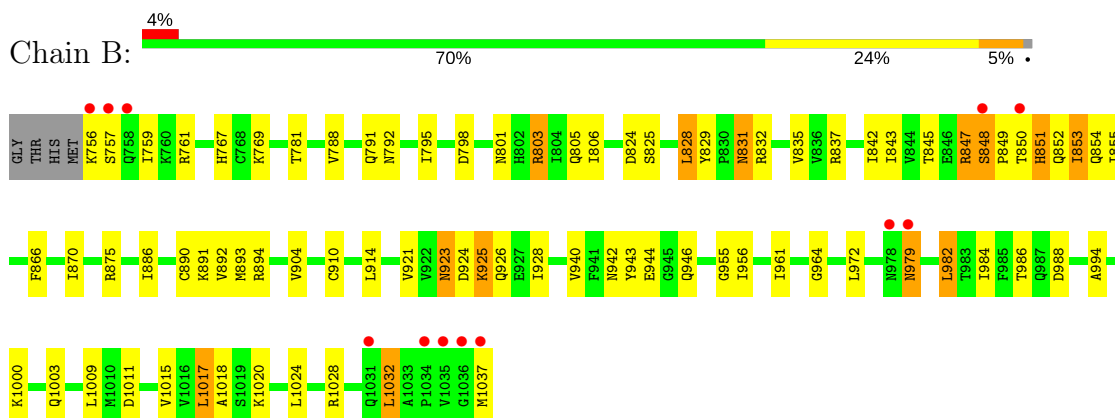 4%
Chain B:
70% 24% 5% •
GLY THR HIS MET K756 S757 Q758 I759 K760 R761 H767 C768 K769 T781 V788 Q791 N792 I795 D798 N801 H802 R803 I804 Q805 I806 D824 S825 L828 Y829 P830 N831 R832 V835 V836 R837 I842 I843 V844 T845 E846 R847 S848 P849 T850 H851 Q852 I853 Q854 I855
F866 I870 R875 I886 C890 K891 V892 M893 R894 V904 C910 L914 V921 V922 N923 D924 K925 Q926 E927 I928 V940 F941 N942 Y943 E944 G945 Q946 G955 I956 I961 G964 L972 N978 N979 L982 T983 I984 F985 T986 Q987 D988 A994
K1000 Q1003 L1009 M1010 D1011 V1015 V1016 L1017 A1018 S1019 K1020 L1024 R1028 Q1031 L1032 A1033 P1034 V1035 G1036 M1037